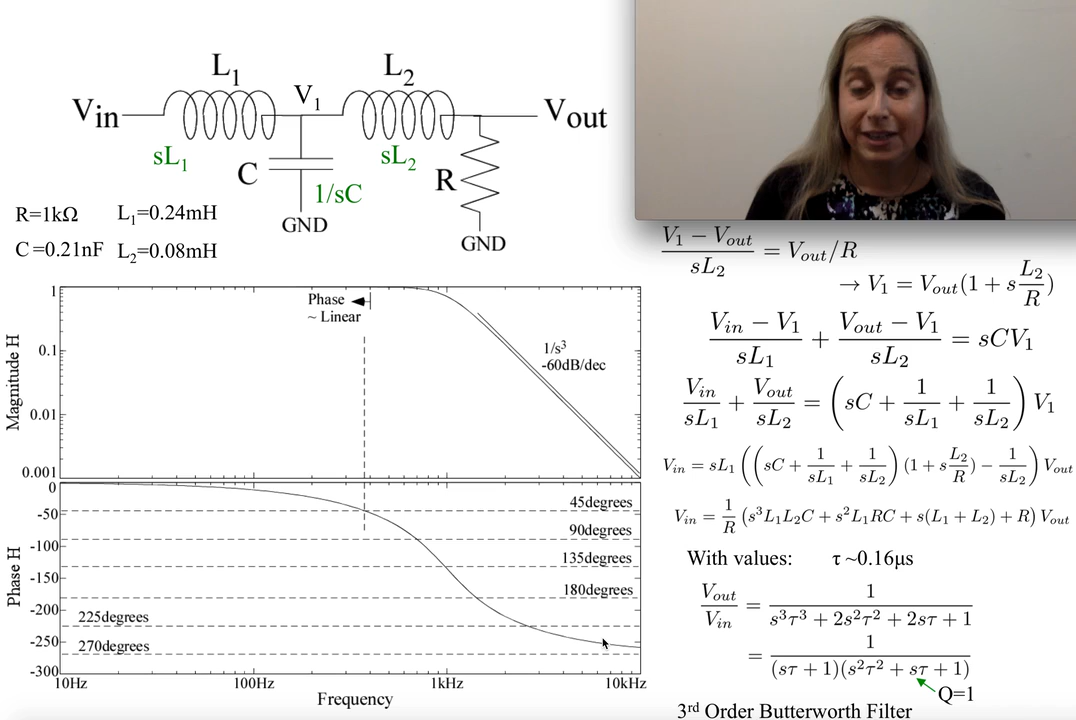 L₁
L₂
Vin
V₁
Vout
sL₁
C
sL₂
R
1/sC
GND
GND
R=1kΩ L₁=0.24mH
C=0.21nF L₂=0.08mH
1
0.1
0.01
0.001
Magnitude H
Phase
~ Linear
1/s³
-60dB/dec
0
-50
-100
-150
-200
-250
-300
Phase H
45degrees
90degrees
135degrees
180degrees
225degrees
270degrees
10Hz 100Hz 1kHz 10kHz
Frequency
(V₁ − Vout)/(sL₂) = Vout/R
→ V₁ = Vout(1 + s L₂/R)
(Vin − V₁)/(sL₁) + (Vout − V₁)/(sL₂) = sCV₁
Vin/(sL₁) + Vout/(sL₂) = (sC + 1/(sL₁) + 1/(sL₂)) V₁
Vin = sL₁ ((sC + 1/(sL₁) + 1/(sL₂)) (1 + s L₂/R) − 1/(sL₂)) Vout
Vin = 1/R (s³L₁L₂C + s²L₁RC + s(L₁ + L₂) + R) Vout
With values: τ ~0.16μs
Vout/Vin = 1/(s³τ³ + 2s²τ² + 2sτ + 1)
= 1/((sτ + 1)(s²τ² + sτ + 1))
Q=1
3rd Order Butterworth Filter